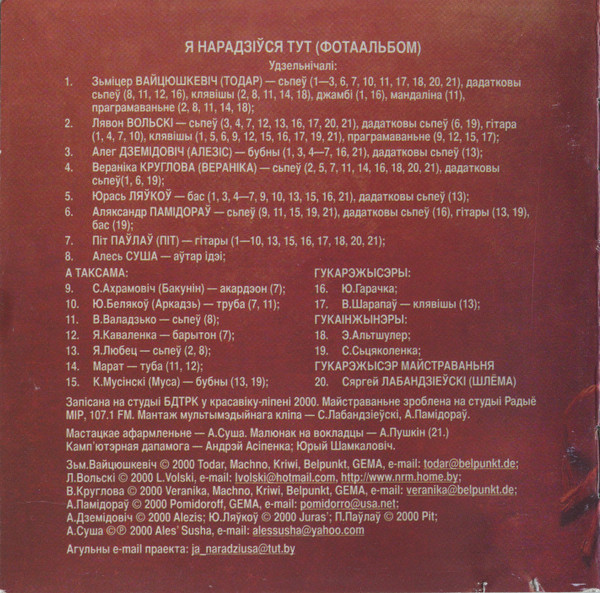 Я НАРАДЗІЎСЯ ТУТ (ФОТААЛЬБОМ)
Удзельнічалі:
1. Зьміцер ВАЙЦЮШКЕВІЧ (ТОДАР) — сьпеў (1—3, 6, 7, 10, 11, 17, 18, 20, 21), дадатковы
сьпеў (8, 11, 12, 16), клявішы (2, 8, 11, 14, 18), джамбі (1, 16), мандаліна (11),
праграмаваньне (2, 8, 11, 14, 18);
2. Лявон ВОЛЬСКІ — сьпеў (3, 4, 7, 12, 13, 16, 17, 20, 21), дадатковы сьпеў (6, 19), гітара
(1, 4, 7, 10), клявішы (1, 5, 6, 9, 12, 15, 16, 17, 19, 21), праграмаваньне (9, 12, 15, 17);
3. Алег ДЗЕМІДОВІЧ (АЛЕЗІС) — бубны (1, 3, 4—7, 16, 21), дадатковы сьпеў (13);
4. Вераніка КРУГЛОВА (ВЕРАНІКА) — сьпеў (2, 5, 7, 11, 14, 16, 18, 20, 21), дадатковы
сьпеў(1, 6, 19);
5. Юрась ЛЯЎКОЎ — бас (1, 3, 4—7, 9, 10, 13, 15, 16, 21), дадатковы сьпеў (13);
6. Аляксандр ПАМІДОРАЎ — сьпеў (9, 11, 15, 19, 21), дадатковы сьпеў (16), гітары (13, 19),
бас (19);
7. Піт ПАЎЛАЎ (ПІТ) — гітары (1—10, 13, 15, 16, 17, 18, 20, 21);
8. Алесь СУША — аўтар ідэі;
А ТАКСАМА:
9. С.Ахрамовіч (Бакунін) — акардэон (7);
10. Ю.Белякоў (Аркадзь) — труба (7, 11);
11. В.Валадзько — сьпеў (8);
12. Я.Каваленка — барытон (7);
13. Я.Любец — сьпеў (2, 8);
14. Марат — туба (11, 12);
15. К.Мусінскі (Муса) — бубны (13, 19);
ГУКАРЭЖЫСЭРЫ:
16. Ю.Гарачка;
17. В.Шарапаў — клявішы (13);
ГУКАІНЖЫНЭРЫ:
18. Э.Альтшулер;
19. С.Сьцяколенка;
ГУКАРЭЖЫСЭР МАЙСТРАВАНЬНЯ
20. Сяргей ЛАБАНДЗІЕЎСКІ (ШЛЁМА)
Запісана на студыі БДТРК у красавіку-ліпені 2000. Майстраваньне зроблена на студыі Радыё
МІР, 107.1 FM. Мантаж мультымэдыйнага кліпа — С.Лабандзіеўскі, А.Памідораў.
Мастацкае афармленьне — А.Суша. Малюнак на вокладцы — А.Пушкін (21.)
Камп'ютэрная дапамога — Андрэй Асіпенка; Юрый Шамкаловіч.
Зьм.Вайцюшкевіч © 2000 Todar, Machno, Kriwi, Belpunkt, GEMA, e-mail: todar@belpunkt.de;
Л.Вольскі © 2000 L.Volski, e-mail: lvolski@hotmail.com, http://www.nrm.home.by;
В.Круглова © 2000 Veranika, Machno, Kriwi, Belpunkt, GEMA, e-mail: veranika@belpunkt.de;
А.Памідораў © 2000 Pomidoroff, GEMA, e-mail: pomidorro@usa.net;
А.Дземідовіч © 2000 Alezis; Ю.Ляўкоў © 2000 Juras'; П.Паўлаў © 2000 Pit;
А.Суша ©℗ 2000 Ales' Susha, e-mail: alessusha@yahoo.com
Агульны e-mail праекта: ja_naradziusa@tut.by